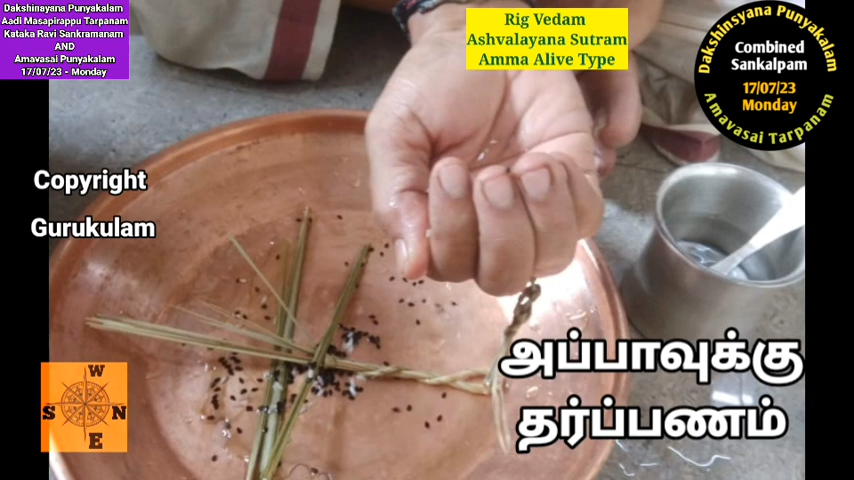 Dakshinayana Punyakalam
Aadi Masapirappu Tarpanam
Kataka Ravi Sankramanam
AND
Amavasai Punyakalam
17/07/23 - Monday
Rig Vedam
Ashvalayana Sutram
Amma Alive Type
Dakshinsyana Punyakalam
Combined
Sankalpam
17/07/23
Monday
Amavasai Tarpanam
Copyright
Gurukulam
அப்பாவுக்கு
தர்ப்பணம்
W
S N
E